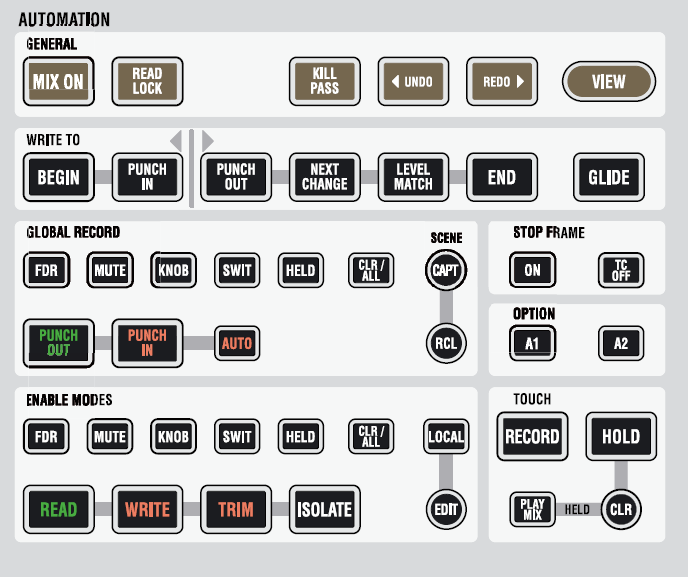 AUTOMATION
GENERAL
MIX ON
READ
LOCK
KILL
PASS
UNDO
REDO
VIEW
WRITE TO
BEGIN
PUNCH
IN
PUNCH
OUT
NEXT
CHANGE
LEVEL
MATCH
END
GLIDE
GLOBAL RECORD
FDR
MUTE
KNOB
SWIT
HELD
CLR /
ALL
SCENE
CAPT
PUNCH
OUT
PUNCH
IN
AUTO
RCL
STOP FRAME
ON
TC
OFF
OPTION
A1
A2
ENABLE MODES
FDR
MUTE
KNOB
SWIT
HELD
CLR /
ALL
LOCAL
READ
WRITE
TRIM
ISOLATE
EDIT
TOUCH
RECORD
HOLD
PLAY
MIX
HELD
CLR